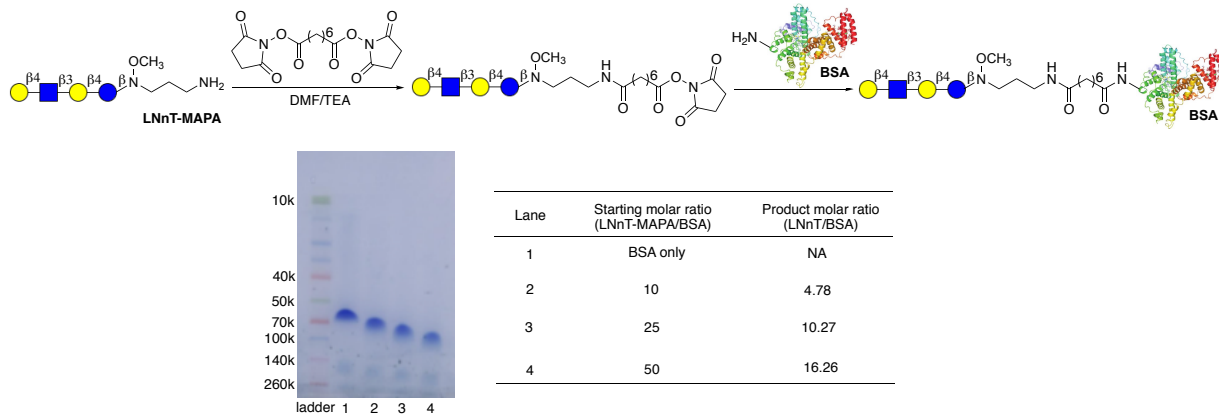 O
O
6
N
O
O
N
O
O
O
O
H2N
BSA
OCH3
β4
β3
β4
β
N
NH2
LNnT-MAPA
DMF/TEA
OCH3
β4
β3
β4
β
N
H
N
O
6
O
O
N
O
O
OCH3
β4
β3
β4
β
N
H
N
O
6
O
H
N
BSA
10k
40k
50k
70k
100k
140k
260k
ladder 1 2 3 4
Lane
Starting molar ratio
(LNnT-MAPA/BSA)
Product molar ratio
(LNnT/BSA)
1 BSA only NA
2 10 4.78
3 25 10.27
4 50 16.26